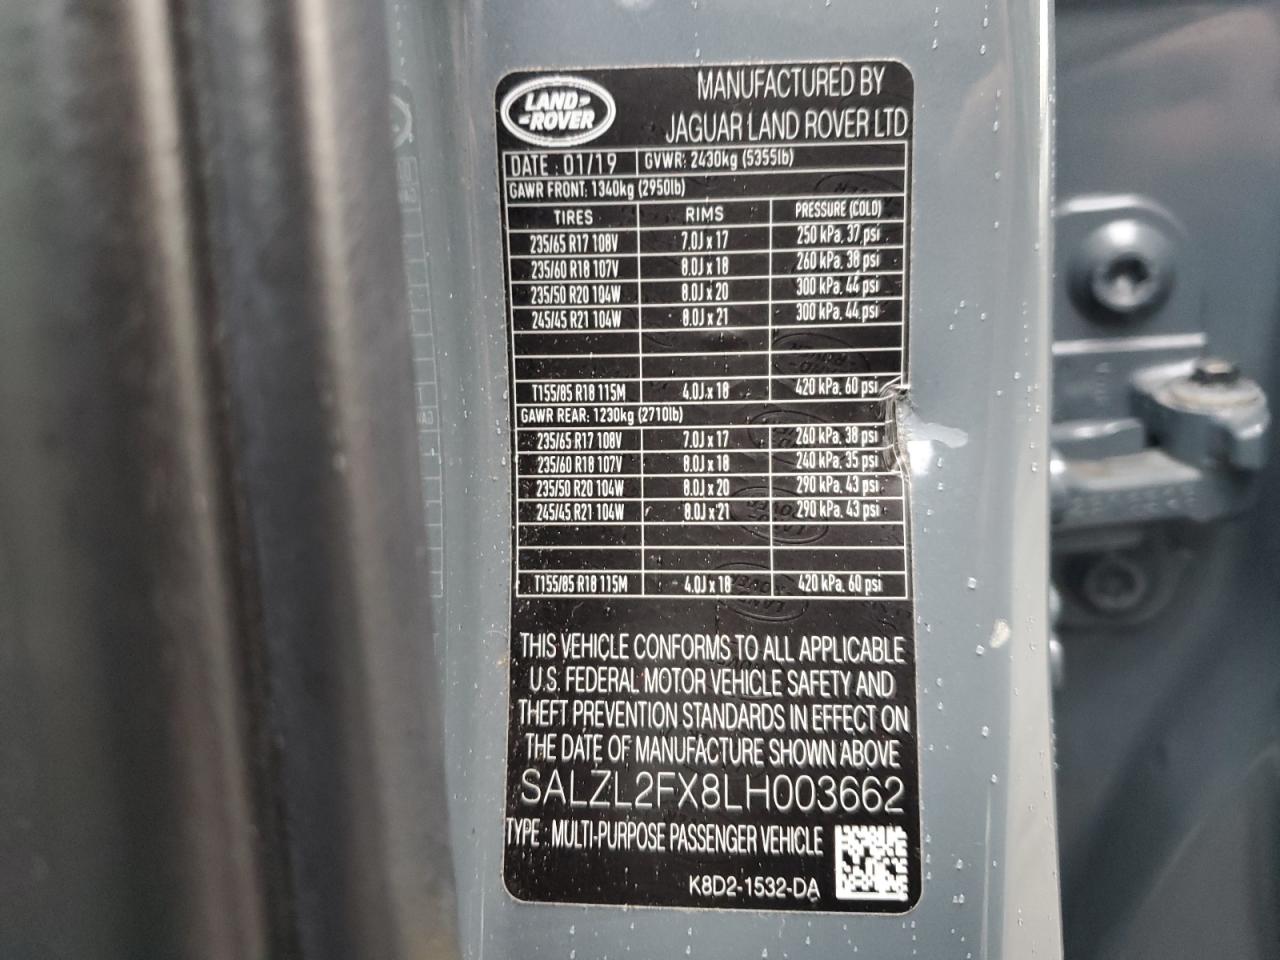 LAND-
-ROVER
MANUFACTURED BY
JAGUAR LAND ROVER LTD
DATE : 01/19 GVWR: 2430kg (5355lb)
GAWR FRONT: 1340kg (2950lb)
TIRES RIMS PRESSURE (COLD)
235/65 R17 108V 7.0J x 17 250 kPa, 37 psi
235/60 R18 107V 8.0J x 18 260 kPa, 38 psi
235/50 R20 104W 8.0J x 20 300 kPa, 44 psi
245/45 R21 104W 8.0J x 21 300 kPa, 44 psi
T155/85 R18 115M 4.0J x 18 420 kPa, 60 psi
GAWR REAR: 1230kg (2710lb)
235/65 R17 108V 7.0J x 17 260 kPa, 38 psi
235/60 R18 107V 8.0J x 18 240 kPa, 35 psi
235/50 R20 104W 8.0J x 20 290 kPa, 43 psi
245/45 R21 104W 8.0J x 21 290 kPa, 43 psi
T155/85 R18 115M 4.0J x 18 420 kPa, 60 psi
THIS VEHICLE CONFORMS TO ALL APPLICABLE
U.S. FEDERAL MOTOR VEHICLE SAFETY AND
THEFT PREVENTION STANDARDS IN EFFECT ON
THE DATE OF MANUFACTURE SHOWN ABOVE
SALZL2FX8LH003662
TYPE : MULTI-PURPOSE PASSENGER VEHICLE
K8D2-1532-DA